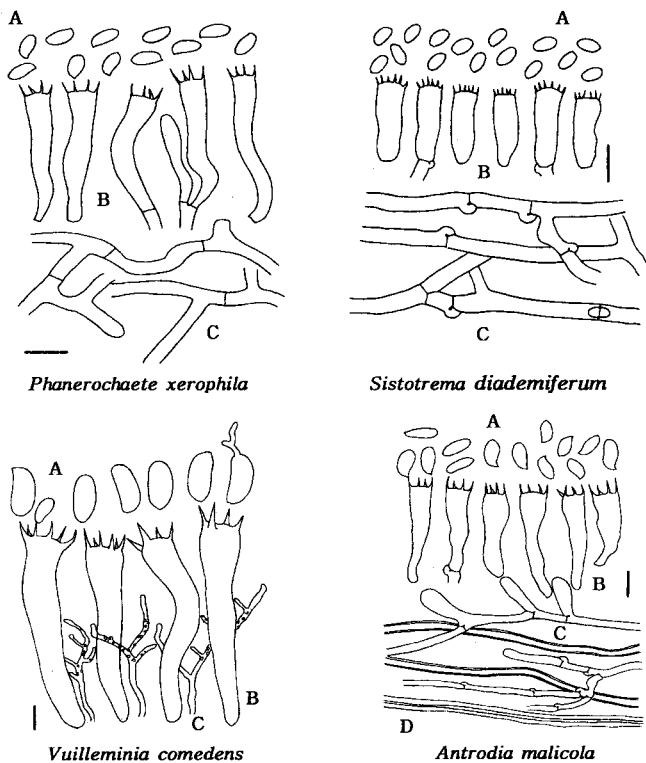 A
B
C
Phanerochaete xerophila
A
B
C
Sistotrema diademiferum
A
B
C
Vuilleminia comedens
A
B
C
D
Antrodia malicola